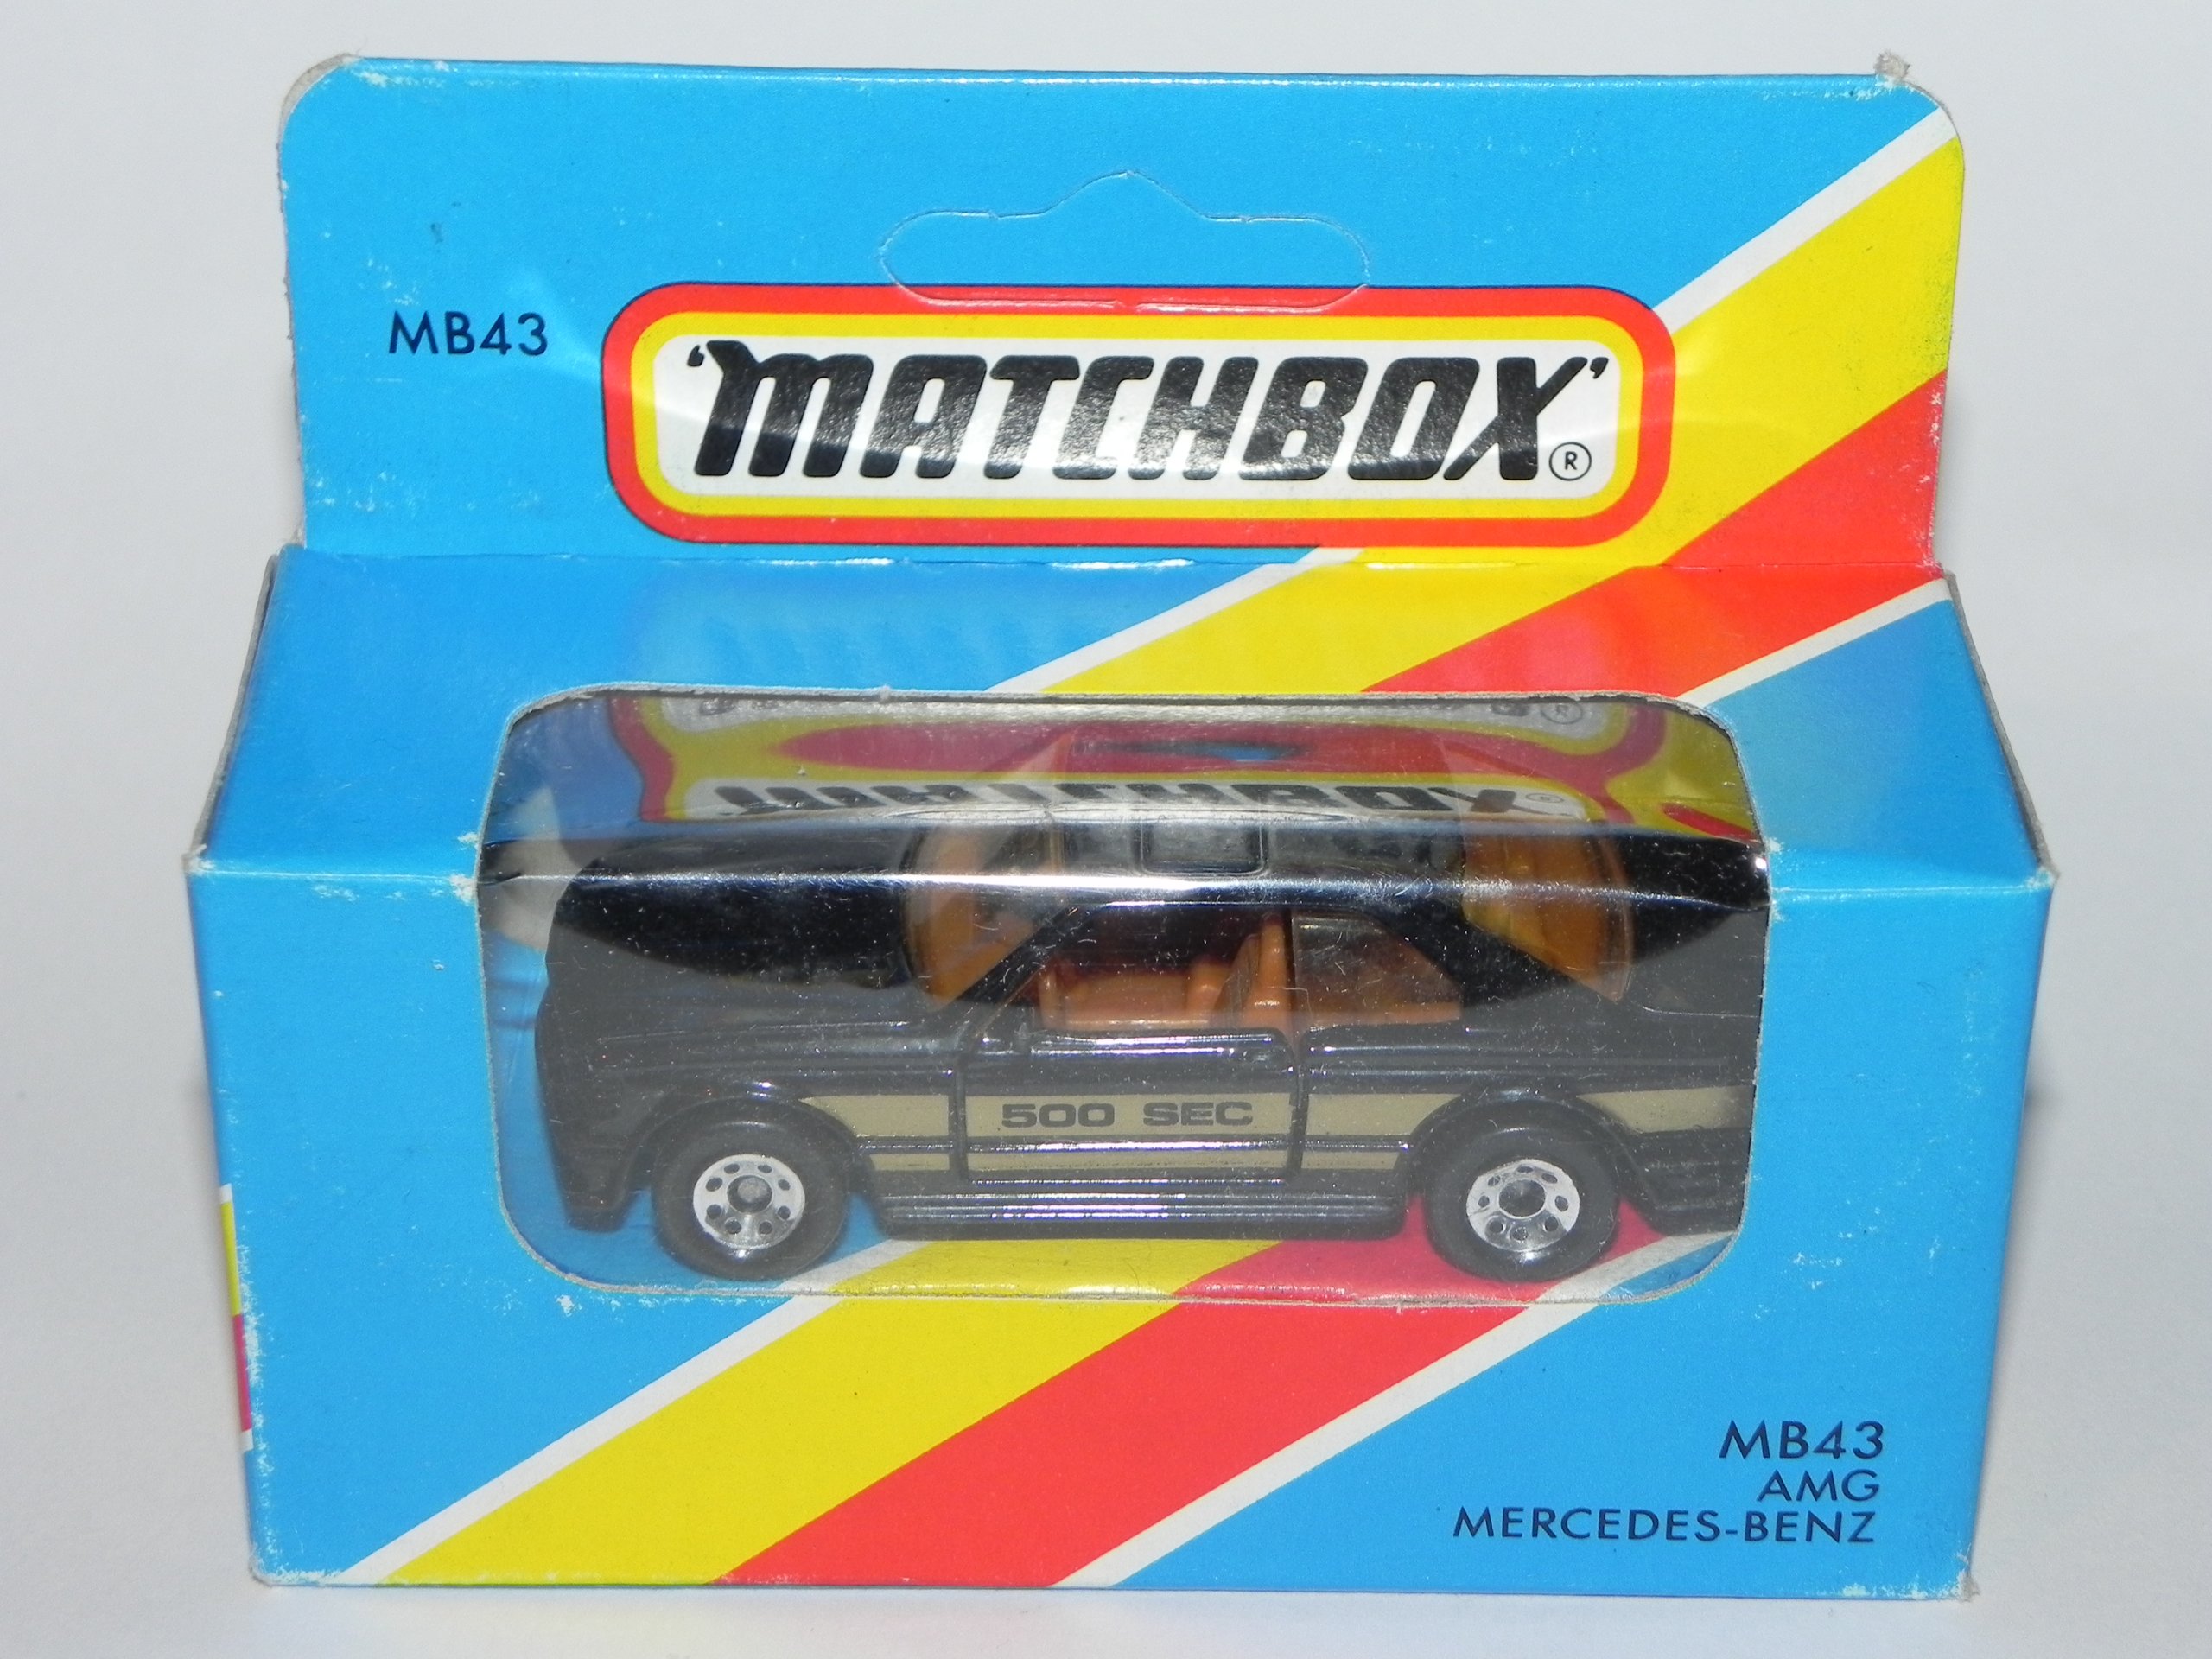 MB43
'MATCHBOX'®
500 SEC
MB43
AMG
MERCEDES-BENZ